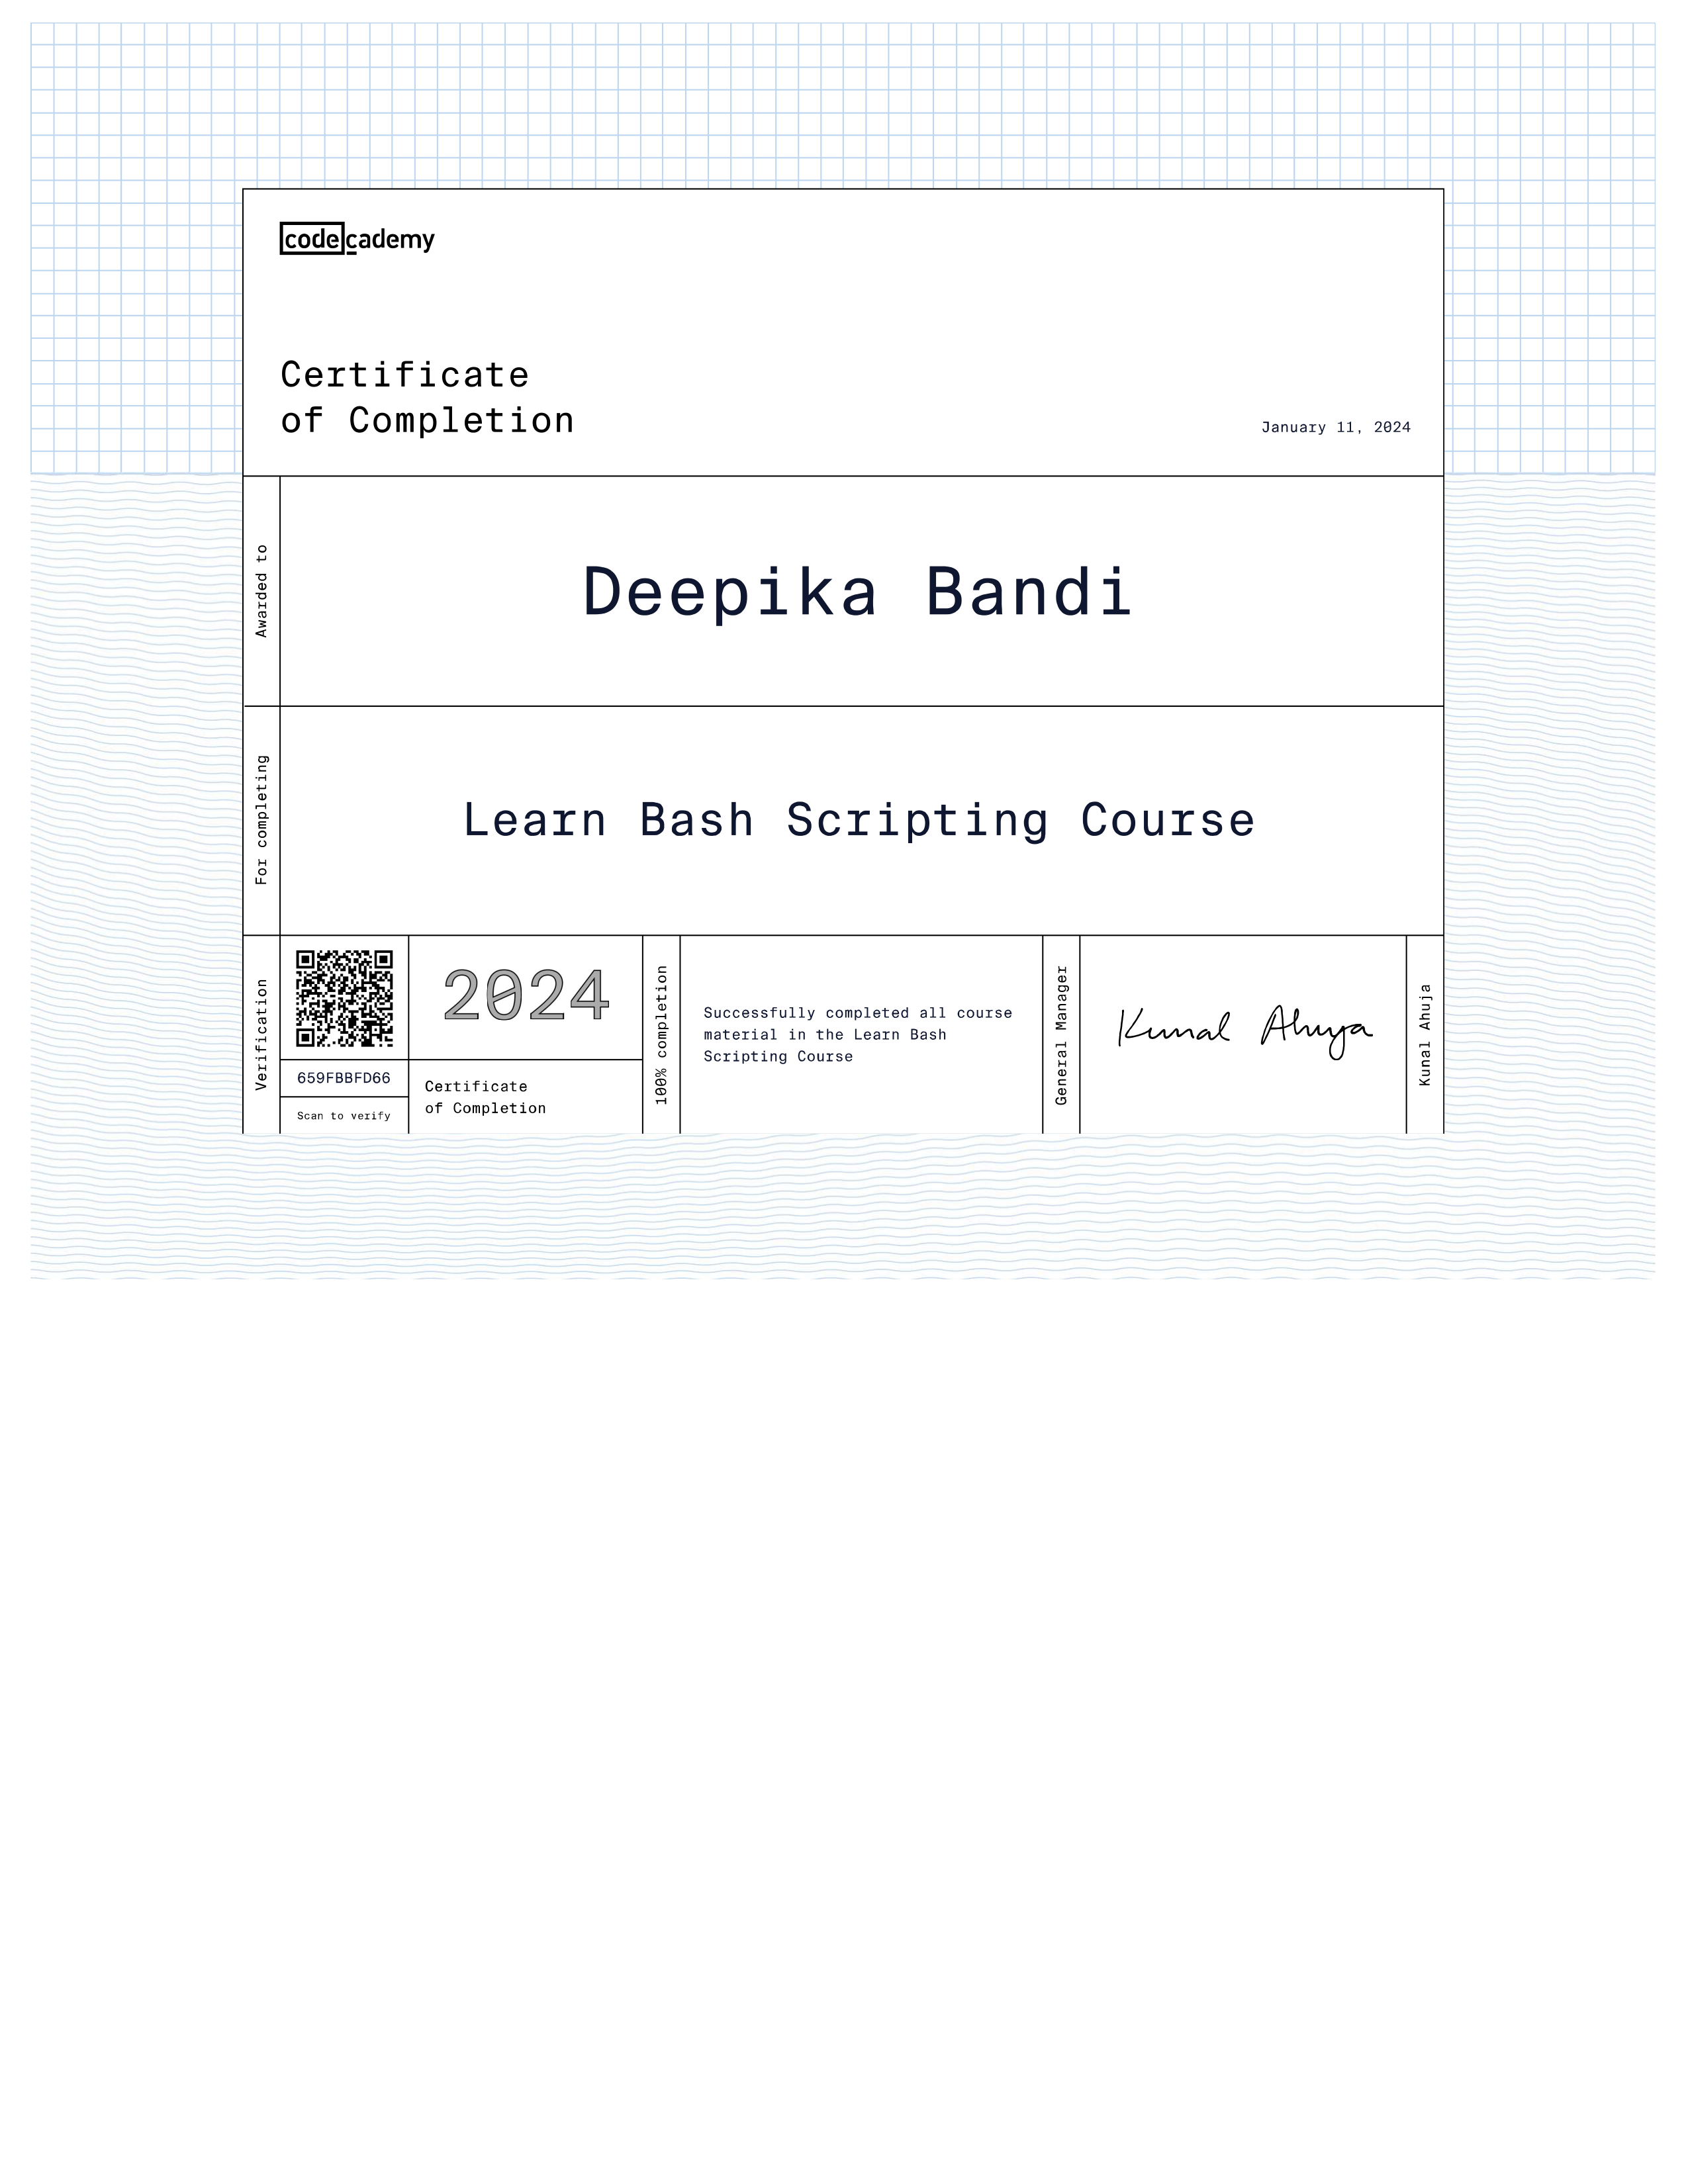 codecademy
Certificate
of Completion
January 11, 2024
Awarded to
Deepika Bandi
For completing
Learn Bash Scripting Course
Verification
659FBBFD66
Scan to verify
2024
Certificate
of Completion
100% completion
Successfully completed all course
material in the Learn Bash
Scripting Course
General Manager
Kunal Ahuja
Kunal Ahuja